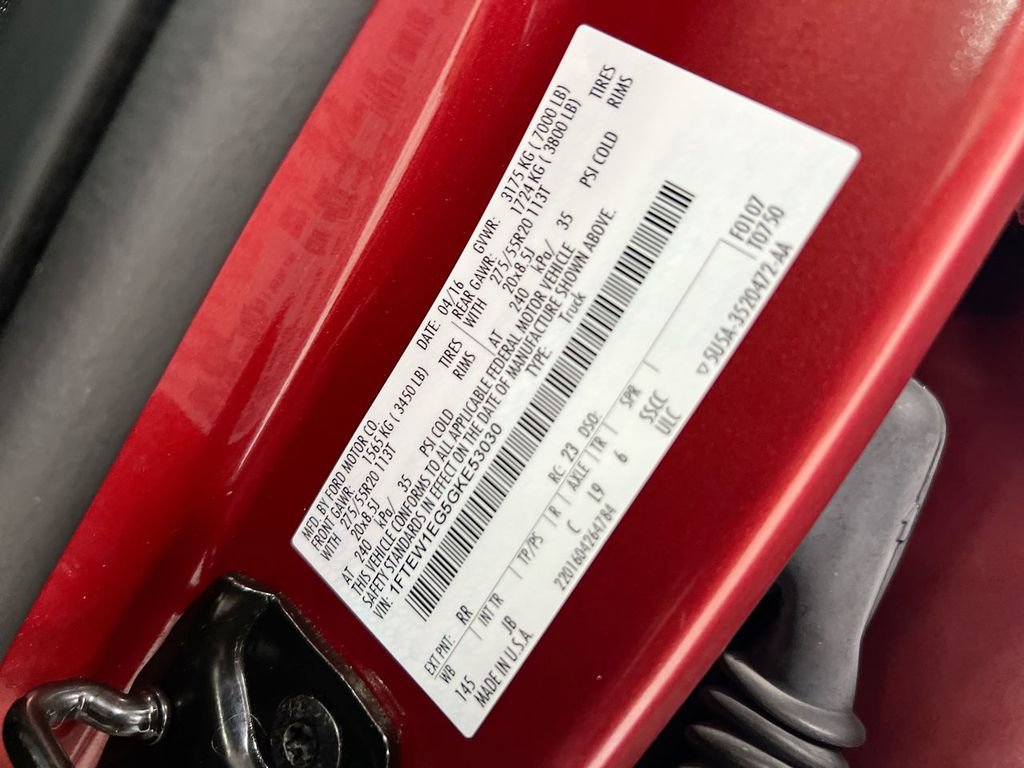 MFD. BY FORD MOTOR CO. DATE: 04/16 GVWR: 3175 KG ( 7000 LB)
FRONT GAWR: 1565 KG ( 3450 LB) REAR GAWR: 1724 KG ( 3800 LB)
WITH 275/55R20 113T TIRES WITH 275/55R20 113T TIRES
20x8.5J RIMS 20x8.5J RIMS
AT 240 kPa/ 35 PSI COLD AT 240 kPa/ 35 PSI COLD
THIS VEHICLE CONFORMS TO ALL APPLICABLE FEDERAL MOTOR VEHICLE
SAFETY STANDARDS IN EFFECT ON THE DATE OF MANUFACTURE SHOWN ABOVE.
VIN: 1FTEW1EG5GKE53030 TYPE: Truck
F0107
T0750
EXT PNT: RR RC: 23 DSO:
WB INT TR TP/PS R AXLE TR SPR
145 JB C L9 6 SSCC
MADE IN U.S.A. 2201604264784 ULC
▽5U5A-3520472-AA